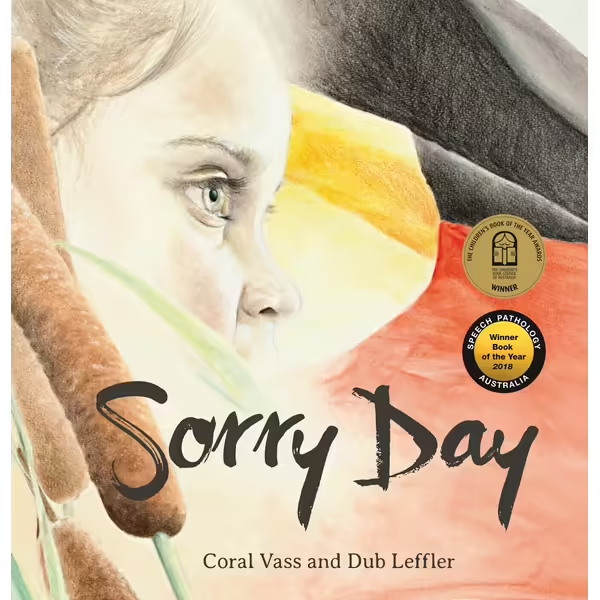 THE CHILDREN'S BOOK OF THE YEAR AWARDS
THE CHILDREN'S
BOOK COUNCIL
OF AUSTRALIA
WINNER
SPEECH PATHOLOGY
Winner
Book
of the Year
2018
AUSTRALIA
Sorry Day
Coral Vass and Dub Leffler